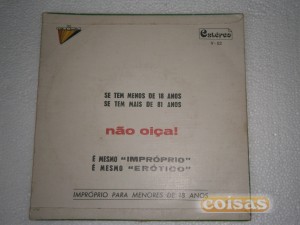 SE TEM MENOS DE 18 ANOS
SE TEM MAIS DE 81 ANOS
não oiça!
É MESMO "IMPRÓPRIO"
É MESMO "ERÓTICO"
IMPRÓPRIO PARA MENORES DE 18 ANOS
coisas